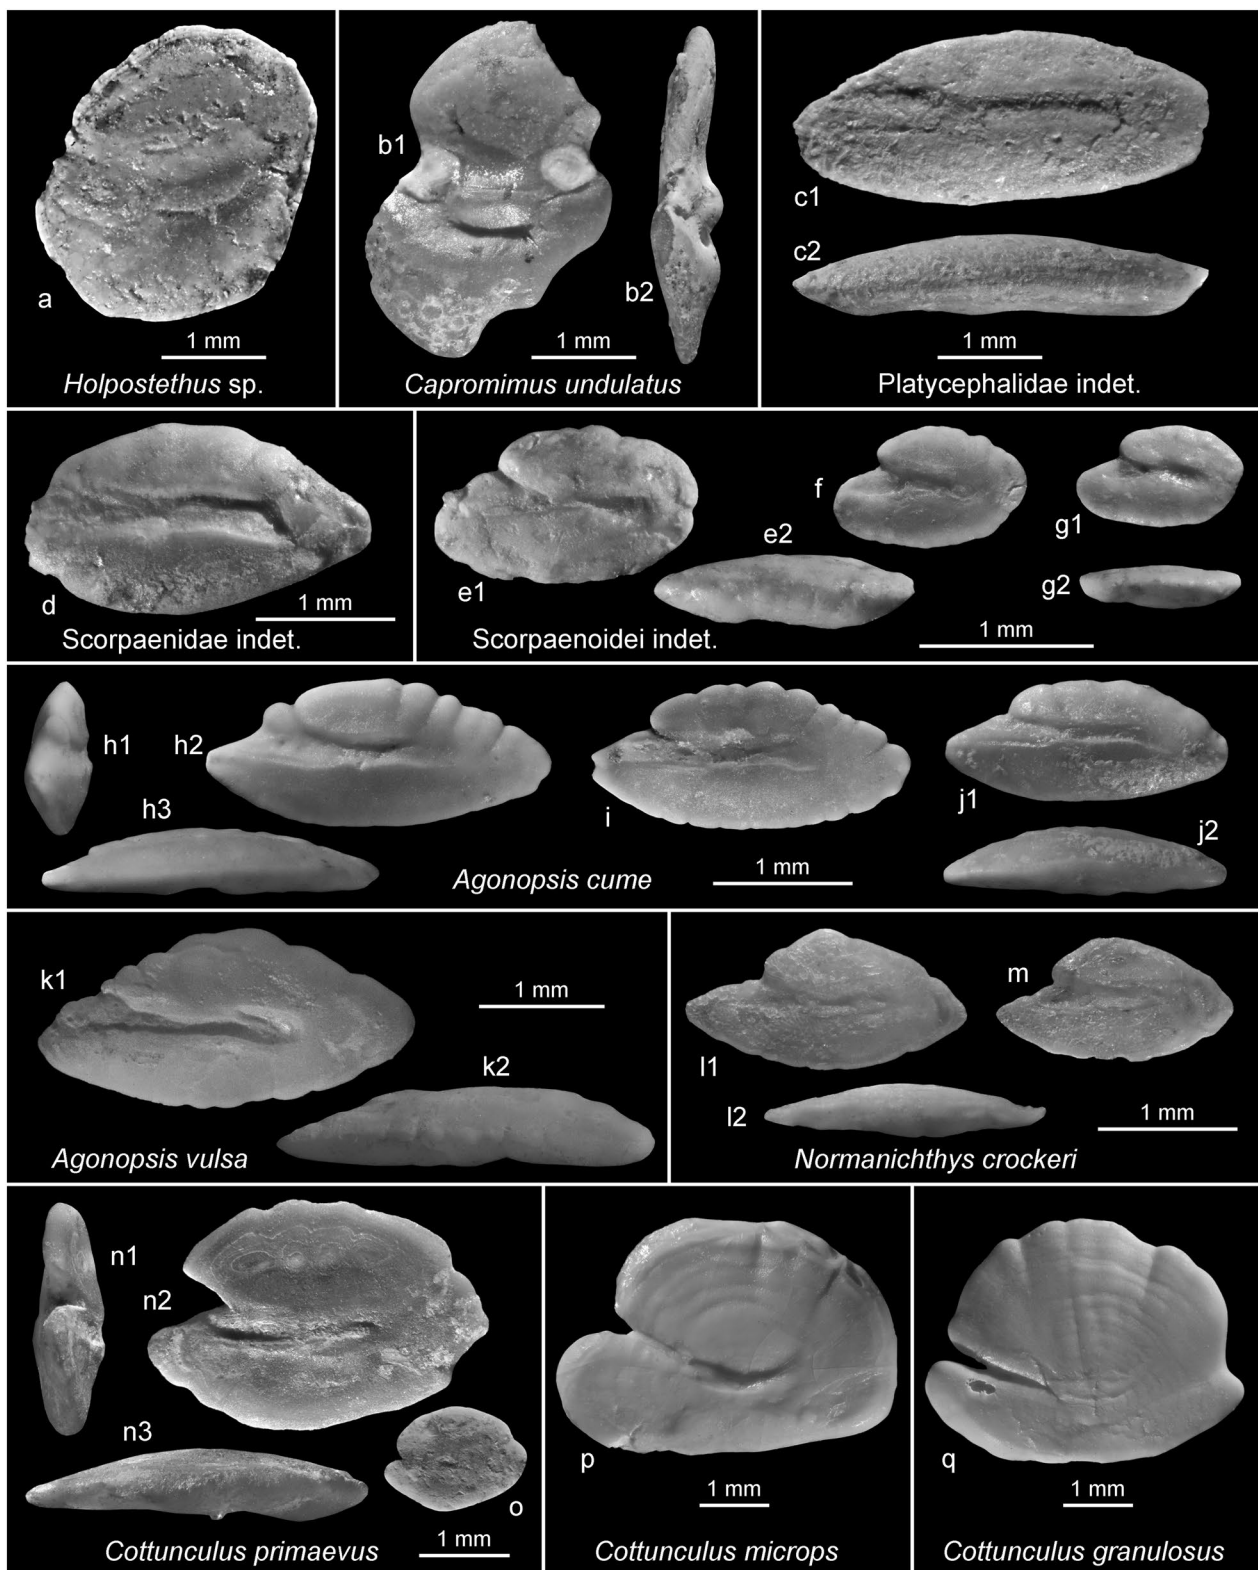 a
1 mm
Holpostethus sp.
b1
b2
1 mm
Capromimus undulatus
c1
c2
1 mm
Platycephalidae indet.
d
1 mm
Scorpaenidae indet.
e1
e2
f
g1
g2
1 mm
Scorpaenoidei indet.
h1
h2
h3
i
j1
j2
1 mm
Agonopsis cume
k1
1 mm
k2
Agonopsis vulsa
l1
m
l2
1 mm
Normanichthys crockeri
n1
n2
n3
o
1 mm
Cottunculus primaevus
p
1 mm
Cottunculus microps
q
1 mm
Cottunculus granulosus